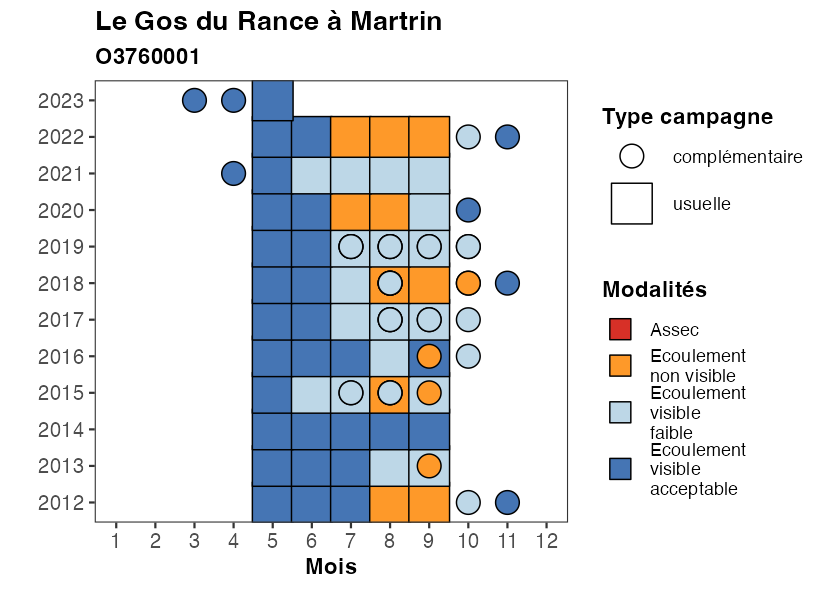 Le Gos du Rance à Martrin
O3760001
2023
2022
2021
2020
2019
2018
2017
2016
2015
2014
2013
2012
1 2 3 4 5 6 7 8 9 10 11 12
Mois
Type campagne
complémentaire
usuelle
Modalités
Assec
Ecoulement
non visible
Ecoulement
visible
faible
Ecoulement
visible
acceptable